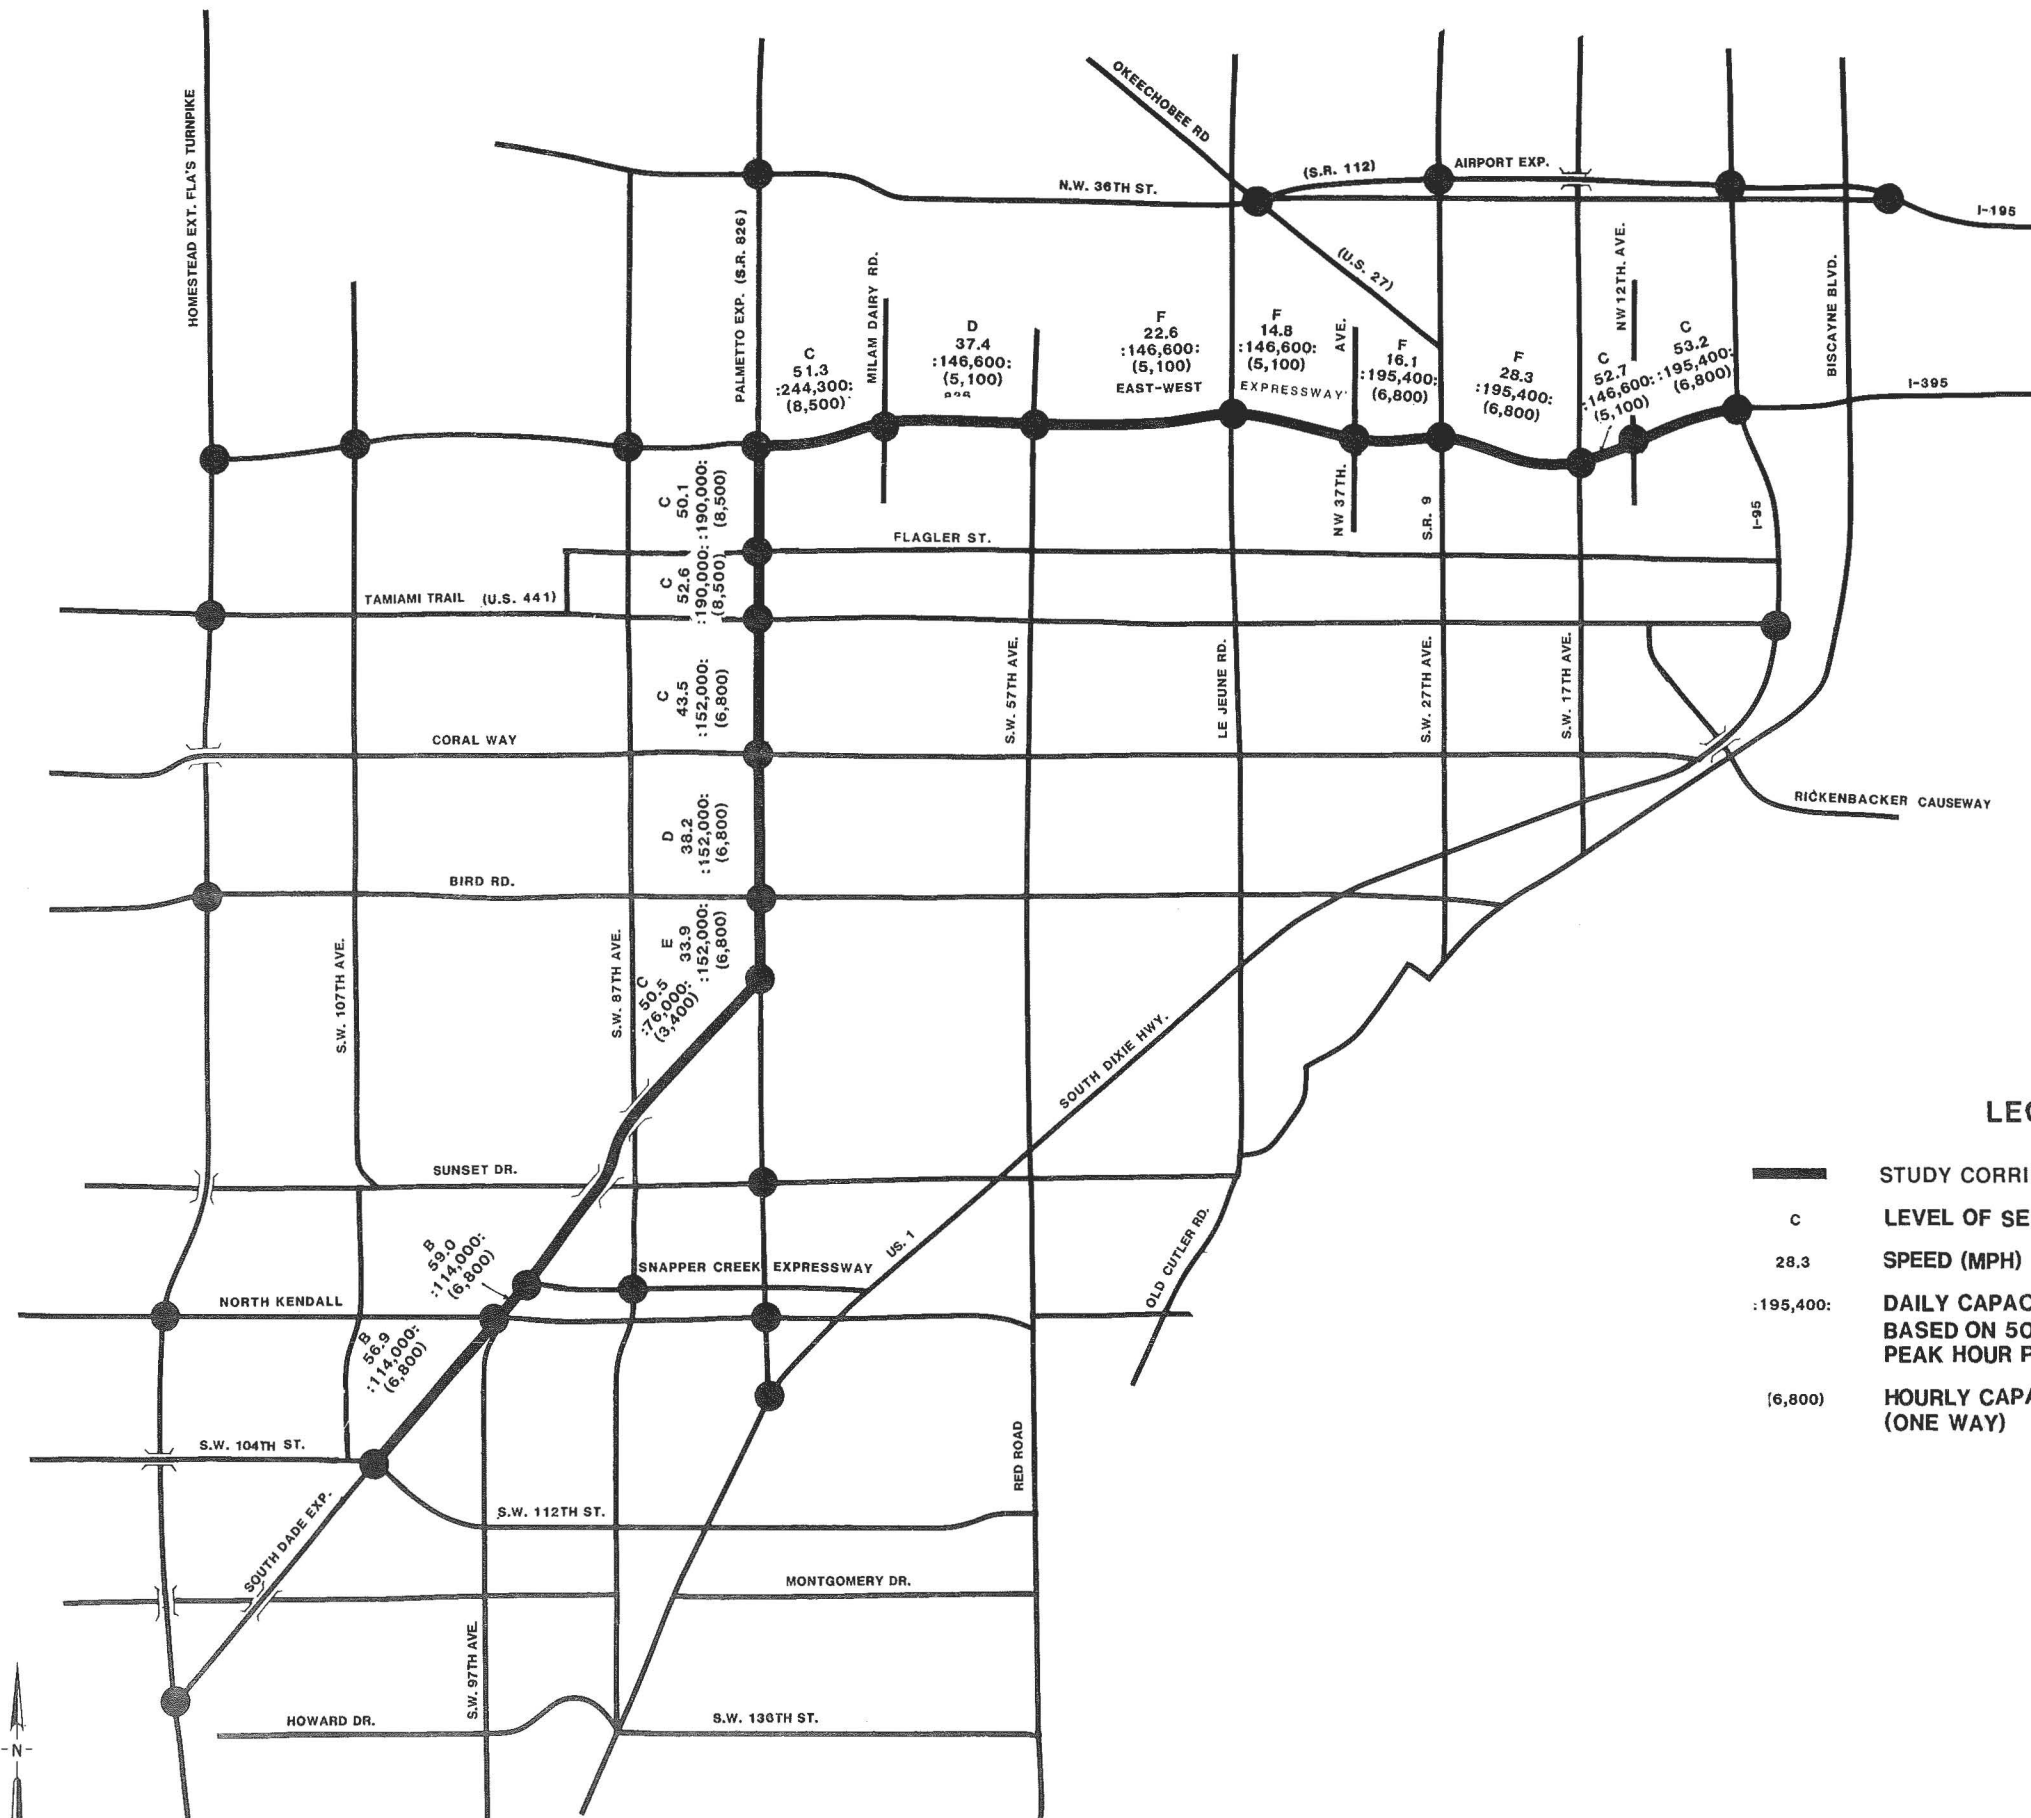 HOMESTEAD EXT. FLA'S TURNPIKE
OKEECHOBEE RD
(S.R. 112)
AIRPORT EXP.
N.W. 36TH ST.
I-195
PALMETTO EXP. (S.R. 826)
MILAM DAIRY RD.
(U.S. 27)
NW 12TH. AVE.
BISCAYNE BLVD.
C
51.3
:244,300:
(8,500)
D
37.4
:146,600:
(5,100)
F
22.6
:146,600:
(5,100)
EAST-WEST
F
14.8
:146,600:
(5,100)
EXPRESSWAY
AVE.
NW 37TH.
F
16.1
:195,400:
(6,800)
F
28.3
:195,400:
(6,800)
C
52.7
:146,600:
(5,100)
C
53.2
:195,400:
(6,800)
I-395
C
50.1
:190,000:
(8,500)
S.R. 9
I-95
FLAGLER ST.
C
52.6
:190,000:
(8,500)
TAMIAMI TRAIL (U.S. 441)
C
43.5
:152,000:
(6,800)
S.W. 57TH AVE.
LE JEUNE RD.
S.W. 27TH AVE.
S.W. 17TH AVE.
CORAL WAY
RICKENBACKER CAUSEWAY
D
38.2
:152,000:
(6,800)
BIRD RD.
E
33.9
:152,000:
(6,800)
S.W. 107TH AVE.
S.W. 87TH AVE.
C
50.5
:76,000:
(3,400)
SOUTH DIXIE HWY.
SUNSET DR.
OLD CUTLER RD.
US. 1
B
59.0
:114,000:
(6,800)
SNAPPER CREEK EXPRESSWAY
NORTH KENDALL
B
56.9
:114,000:
(6,800)
S.W. 104TH ST.
RED ROAD
SOUTH DADE EXP.
S.W. 112TH ST.
MONTGOMERY DR.
S.W. 97TH AVE.
HOWARD DR.
S.W. 136TH ST.
-N-
STUDY
C
LEVEL OF
28.3 SPEED (MPH)
:195,400: DAILY
BASED ON
PEAK HOUR
(6,800) HOURLY
(ONE WAY)